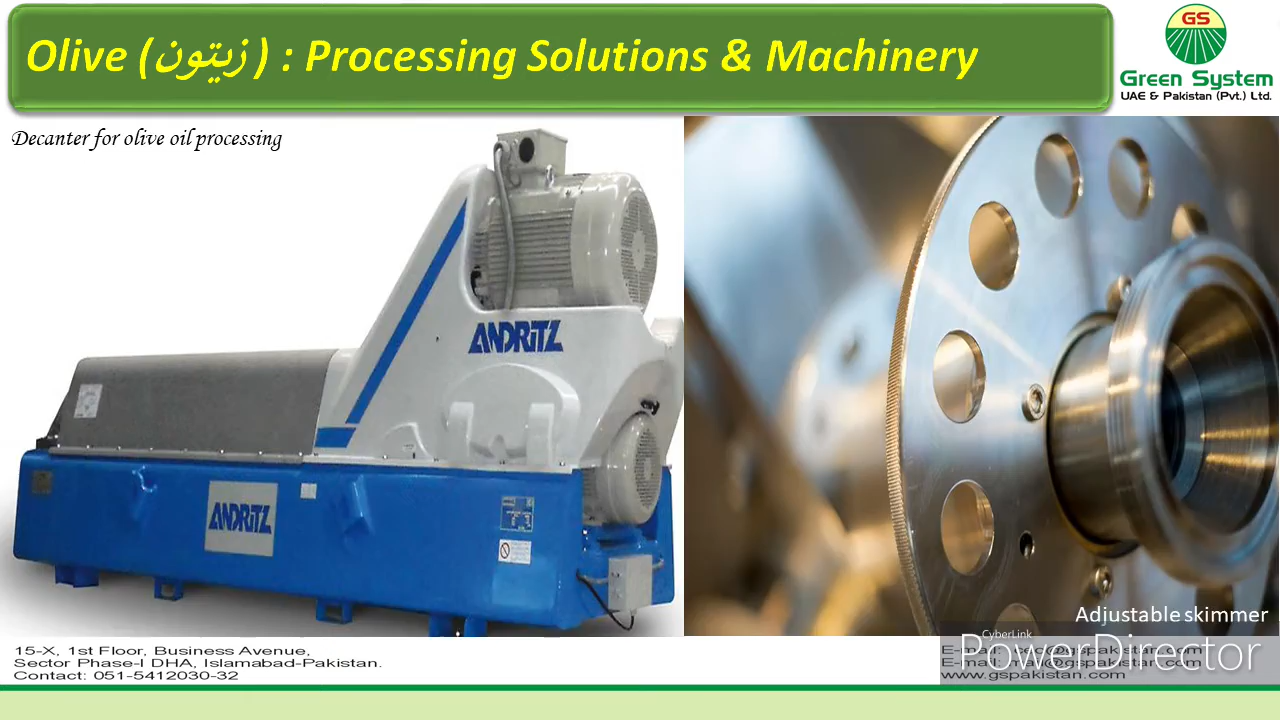 Olive (زیتون) : Processing Solutions & Machinery
GS
Green System
UAE & Pakistan (Pvt.) Ltd.
Decanter for olive oil processing
ANDRITZ
ANDRITZ
Adjustable skimmer
15-X, 1st Floor, Business Avenue,
Sector Phase-I DHA, Islamabad-Pakistan.
Contact: 051-5412030-32
CyberLink
PowerDirector
E-mail:
E-mail:
www.gspakistan.com